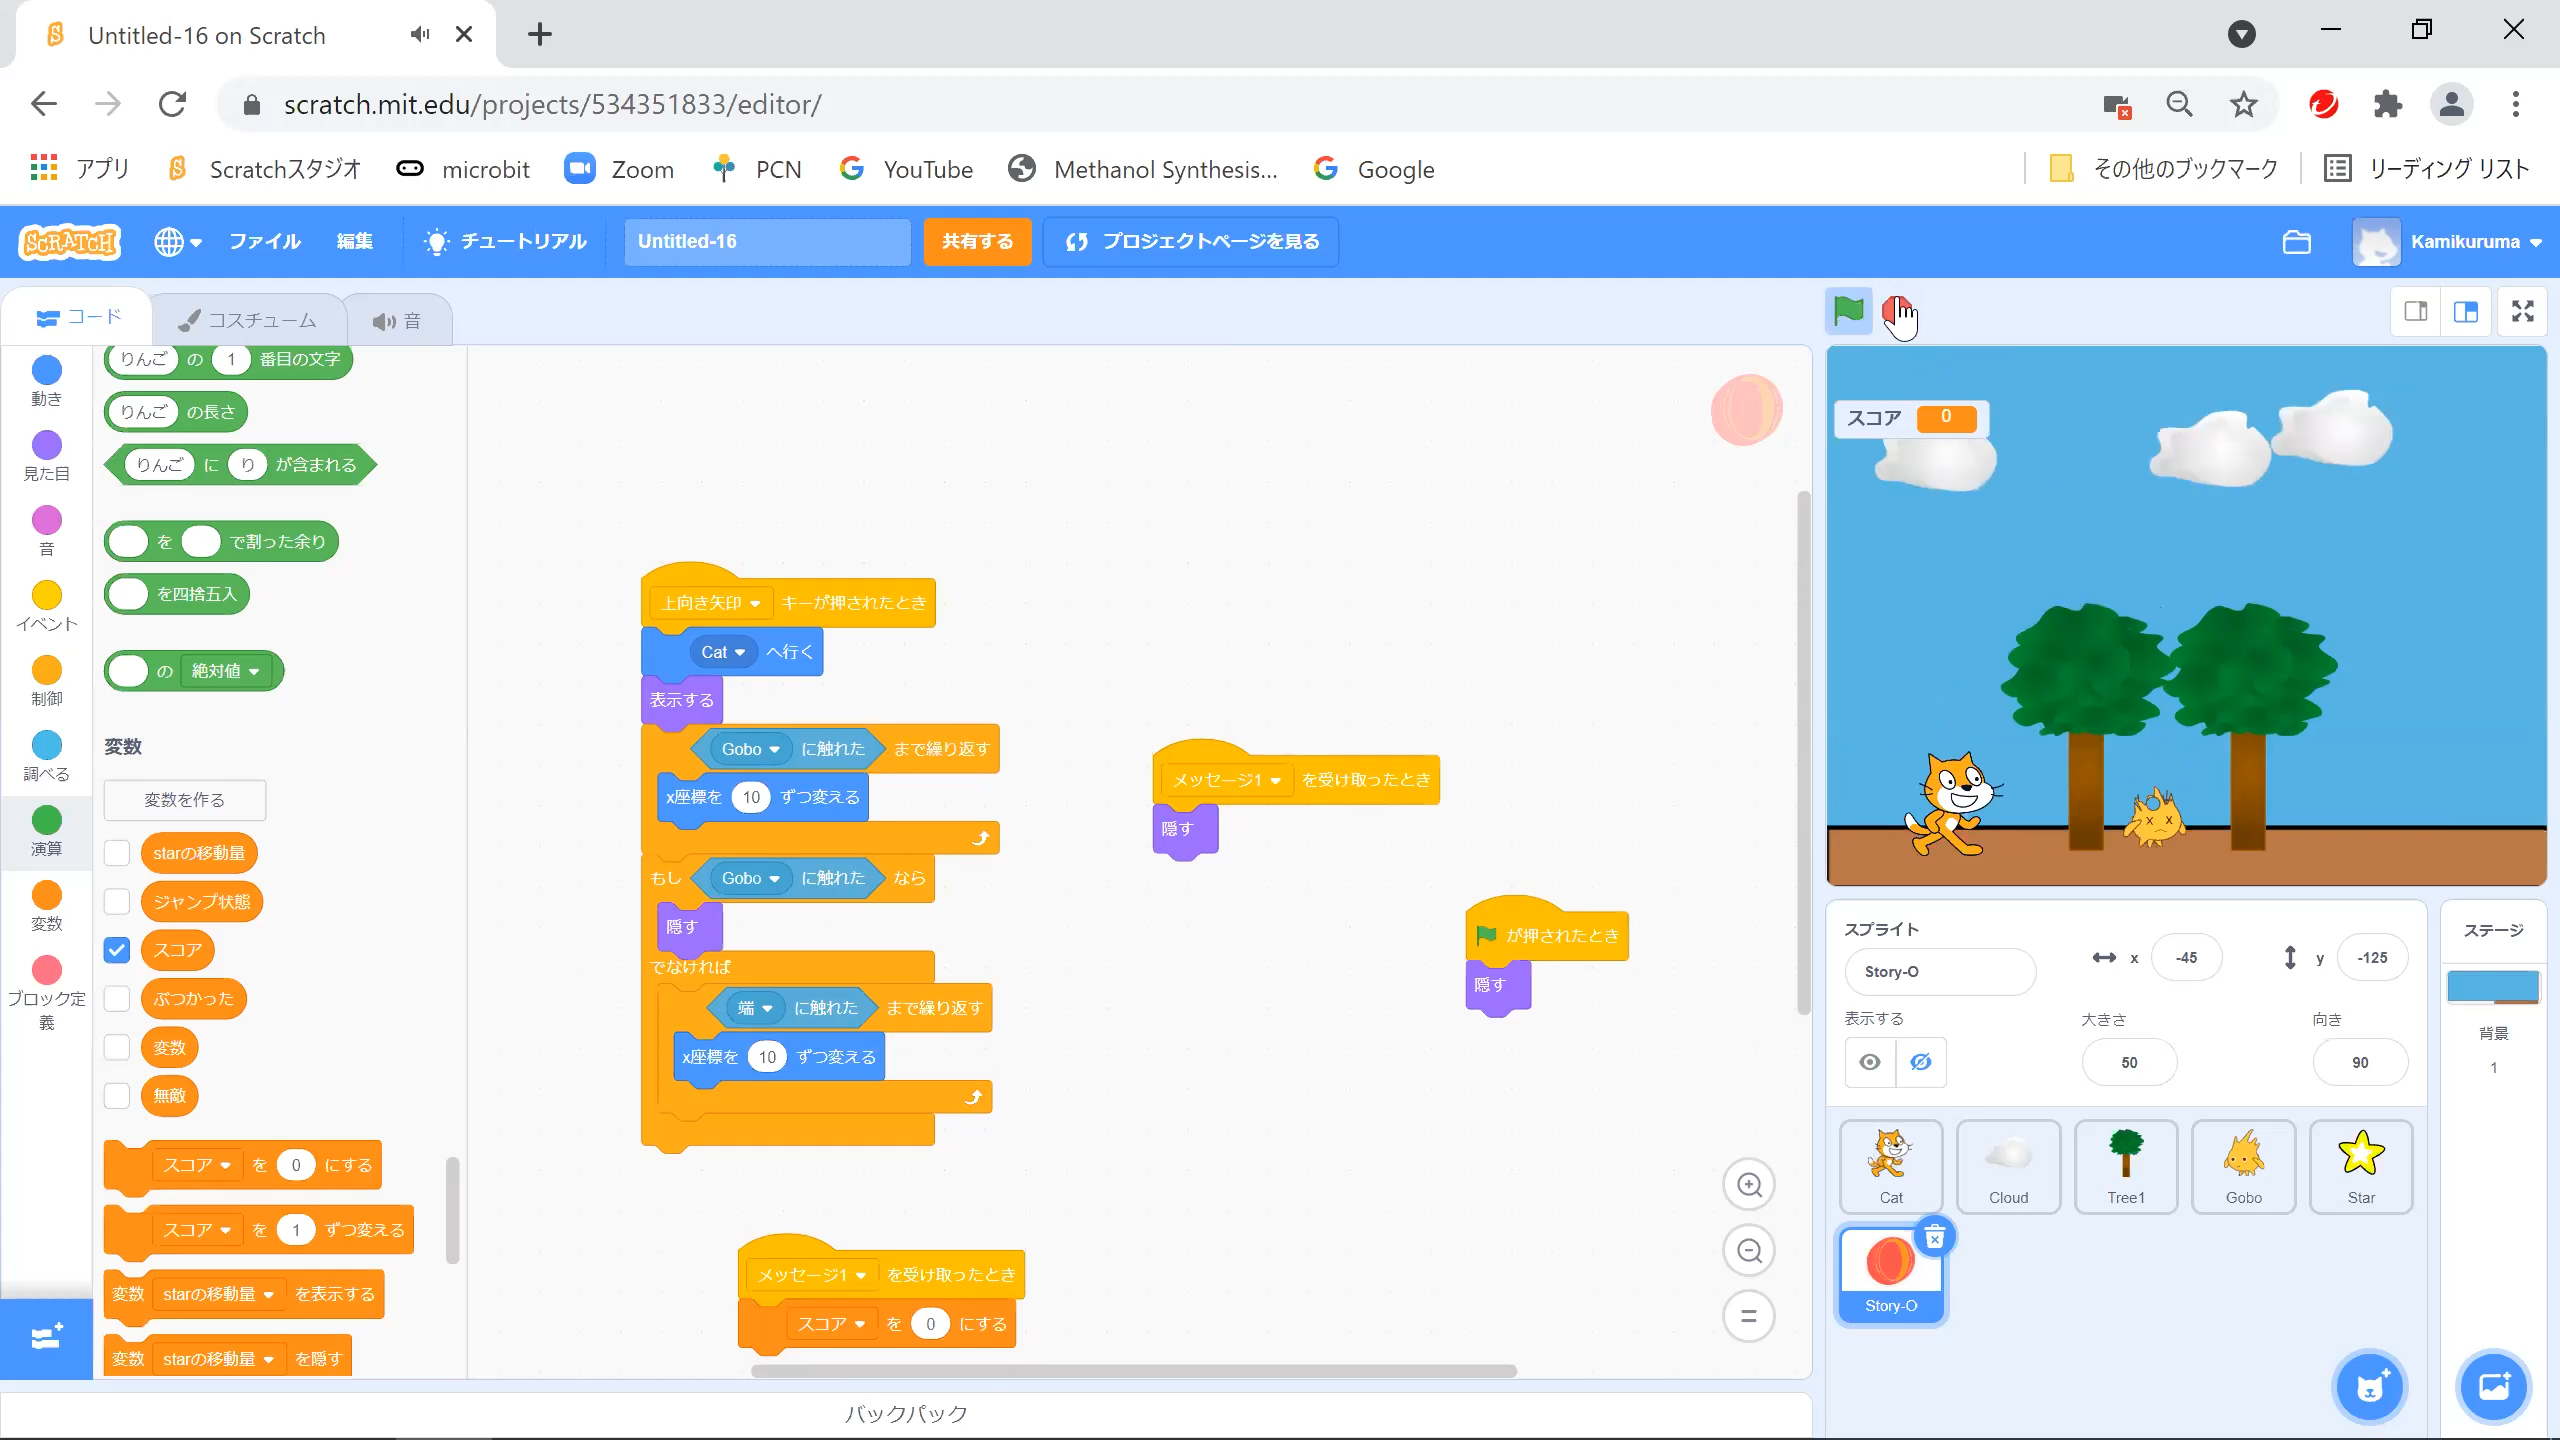 Untitled-16 on Scratch
scratch.mit.edu/projects/534351833/editor/
アプリ Scratchスタジオ microbit Zoom PCN YouTube Methanol Synthesis... Google その他のブックマーク リーディング リスト
SCRATCH ファイル 編集 チュートリアル Untitled-16 共有する プロジェクトページを見る Kamikuruma
コード コスチューム 音
動き
見た目
音
イベント
制御
調べる
演算
変数
ブロック定
義
りんご の 1 番目の文字
りんご の長さ
りんご に り が含まれる
を で割った余り
を四捨五入
の 絶対値
変数
変数を作る
starの移動量
ジャンプ状態
スコア
ぶつかった
変数
無敵
スコア を 0 にする
スコア を 1 ずつ変える
変数 starの移動量 を表示する
変数 starの移動量 を隠す
上向き矢印 キーが押されたとき
Cat へ行く
表示する
Gobo に触れた まで繰り返す
x座標を 10 ずつ変える
もし Gobo に触れた なら
隠す
でなければ
端 に触れた まで繰り返す
x座標を 10 ずつ変える
メッセージ1 を受け取ったとき
隠す
が押されたとき
隠す
メッセージ1 を受け取ったとき
スコア を 0 にする
スコア 0
スプライト
Story-O x -45 y -125
表示する 大きさ 向き
50 90
Cat Cloud Tree1 Gobo Star
Story-O
ステージ
背景
1
バックパック